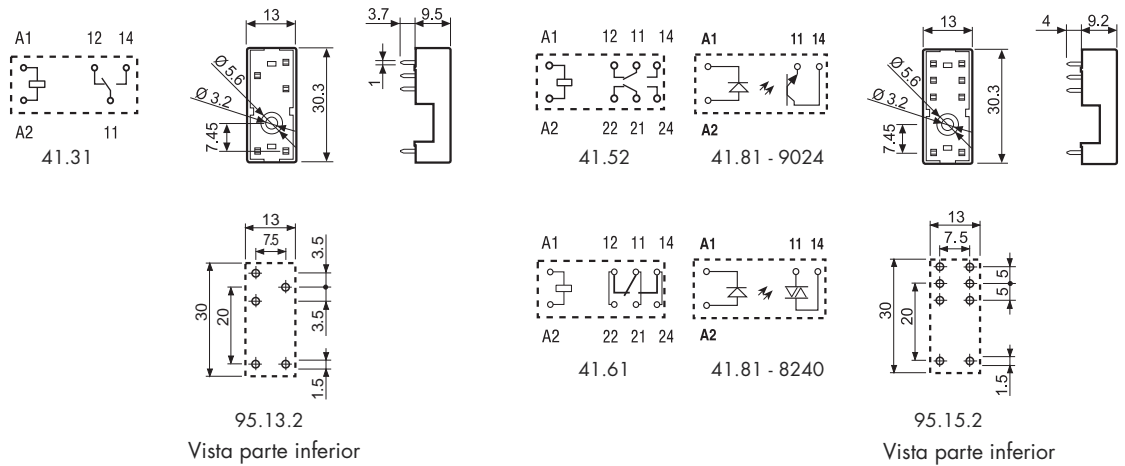 13
3.7 9.5
A1 12 14
A2 11
41.31
Ø 5.6
Ø 3.2
7.45
30.3
1
A1 12 11 14
A2 22 21 24
41.52
A1 11 14
A2
41.81 - 9024
13
4 9.2
Ø 5.6
Ø 3.2
7.45
30.3
13
7.5
3.5
30
20
3.5
1.5
95.13.2
Vista parte inferior
A1 12 11 14
A2 22 21 24
41.61
A1 11 14
A2
41.81 - 8240
13
7.5
5
5
30
20
1.5
95.15.2
Vista parte inferior